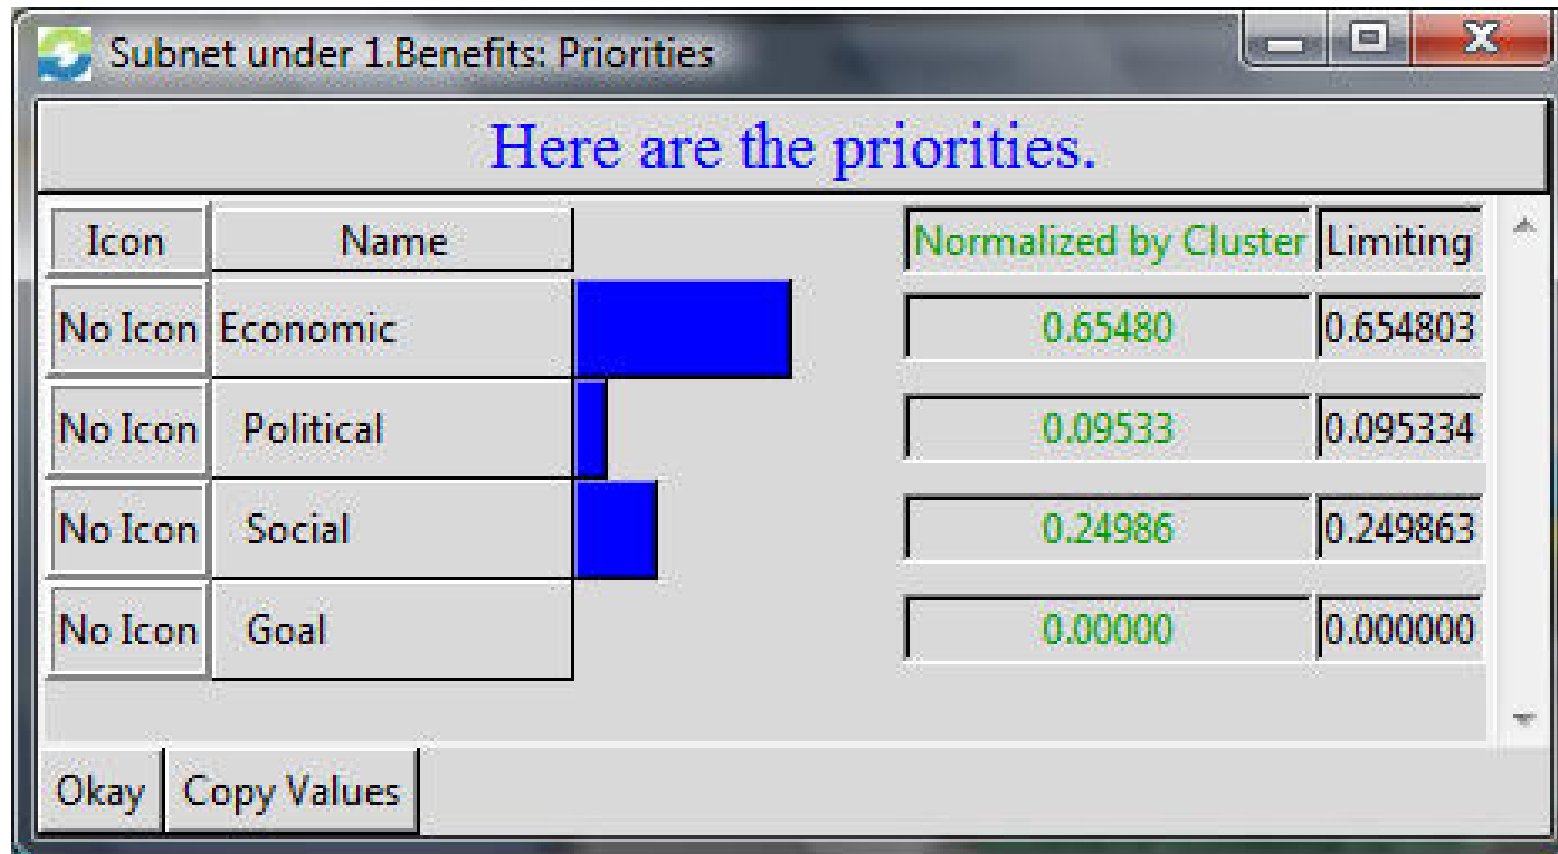 Subnet under 1.Benefits: Priorities
Here are the priorities.
Icon Name Normalized by Cluster Limiting
No Icon Economic 0.65480 0.654803
No Icon Political 0.09533 0.095334
No Icon Social 0.24986 0.249863
No Icon Goal 0.00000 0.000000
Okay Copy Values